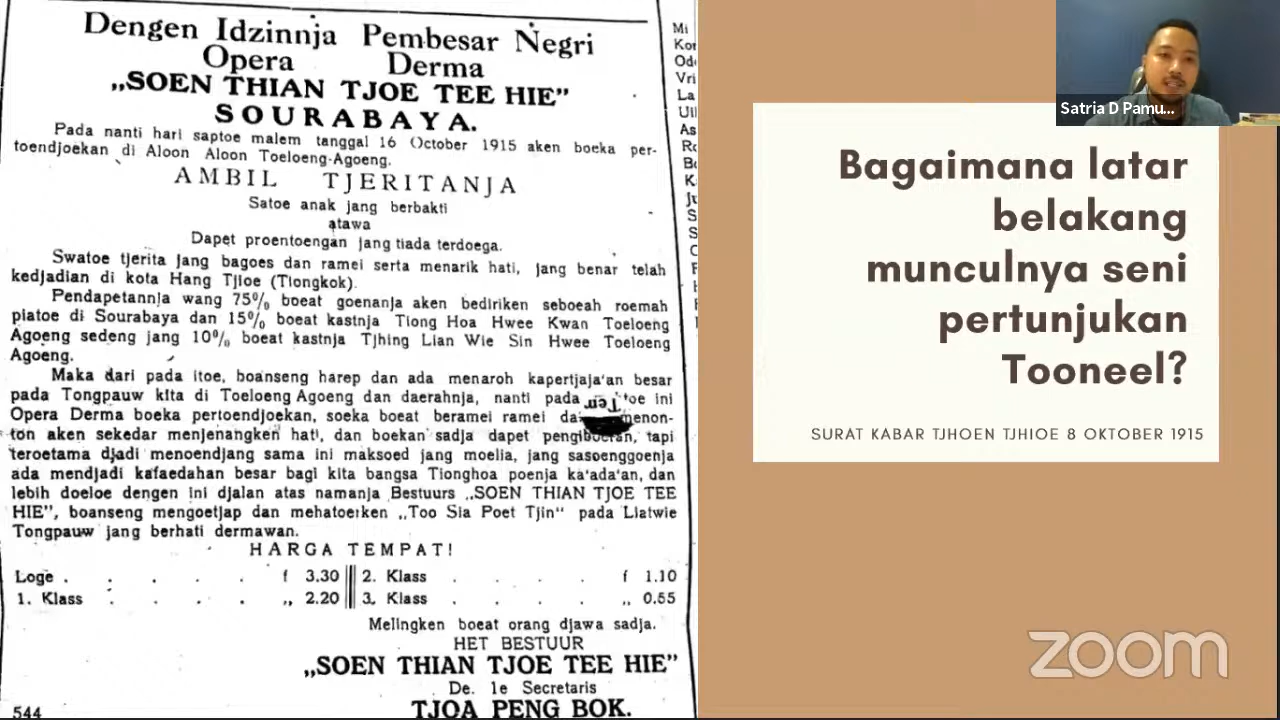 Dengen Idzinnja Pembesar Negri
Opera Derma
„SOEN THIAN TJOE TEE HIE”
SOURABAYA.
Pada nanti hari saptoe malem tanggal 16 October 1915 aken boeka per-
toendjoekan di Aloon Aloon Toeloeng-Agoeng.
AMBIL TJERITANJA
Satoe anak jang berbakti
atawa
Dapet proentoengan jang tiada terdoega.
Swatoe tjerita jang bagoes dan ramei serta menarik hati, jang benar telah
kedjadian di kota Hang Tjioe (Tiongkok).
Pendapetannja wang 75% boeat goenanja aken bediriken seboeah roemah
piatoe di Sourabaya dan 15% boeat kastnja Tiong Hoa Hwee Kwan Toeloeng
Agoeng sedeng jang 10% boeat kastnja Tjhing Lian Wie Sin Hwee Toeloeng
Agoeng.
Maka dari pada itoe, boanseng harep dan ada menaroh kapertjaja'an besar
pada Tongpauw kita di Toeloeng Agoeng dan daerahnja, nanti pada toe ini
Opera Derma boeka pertoendjoekan, soeka boeat beramei ramei da menon-
ton aken sekedar menjenangken hati, dan boekan sadja dapet pengiboeran, tapi
teroetama djadi menoendjang sama ini maksoed jang moelia, jang sasoenggoenja
ada mendjadi kafaedahan besar bagi kita bangsa Tionghoa poenja ka'ada'an, dan
lebih doeloe dengen ini djalan atas namanja Bestuurs „SOEN THIAN TJOE TEE
HIE”, boanseng mengoetjap dan mehatoerken „Too Sia Poet Tjin” pada Liatwie
Tongpauw jang berhati dermawan.
HARGA TEMPAT!
Loge . . . . . f 3.30 2. Klass . . . . f 1.10
1. Klass . . . . „ 2.20 3. Klass . . . . „ 0.55
Melingken boeat orang djawa sadja.
HET BESTUUR
„SOEN THIAN TJOE TEE HIE”
De. 1e Secretaris
TJOA PENG BOK.
544
Mi
Kor
Ode
Vri
La
As
Satria D Pamu...
Bagaimana latar
belakang
munculnya seni
pertunjukan
Tooneel?
SURAT KABAR TJHOEN TJHIOE 8 OKTOBER 1915
zoom